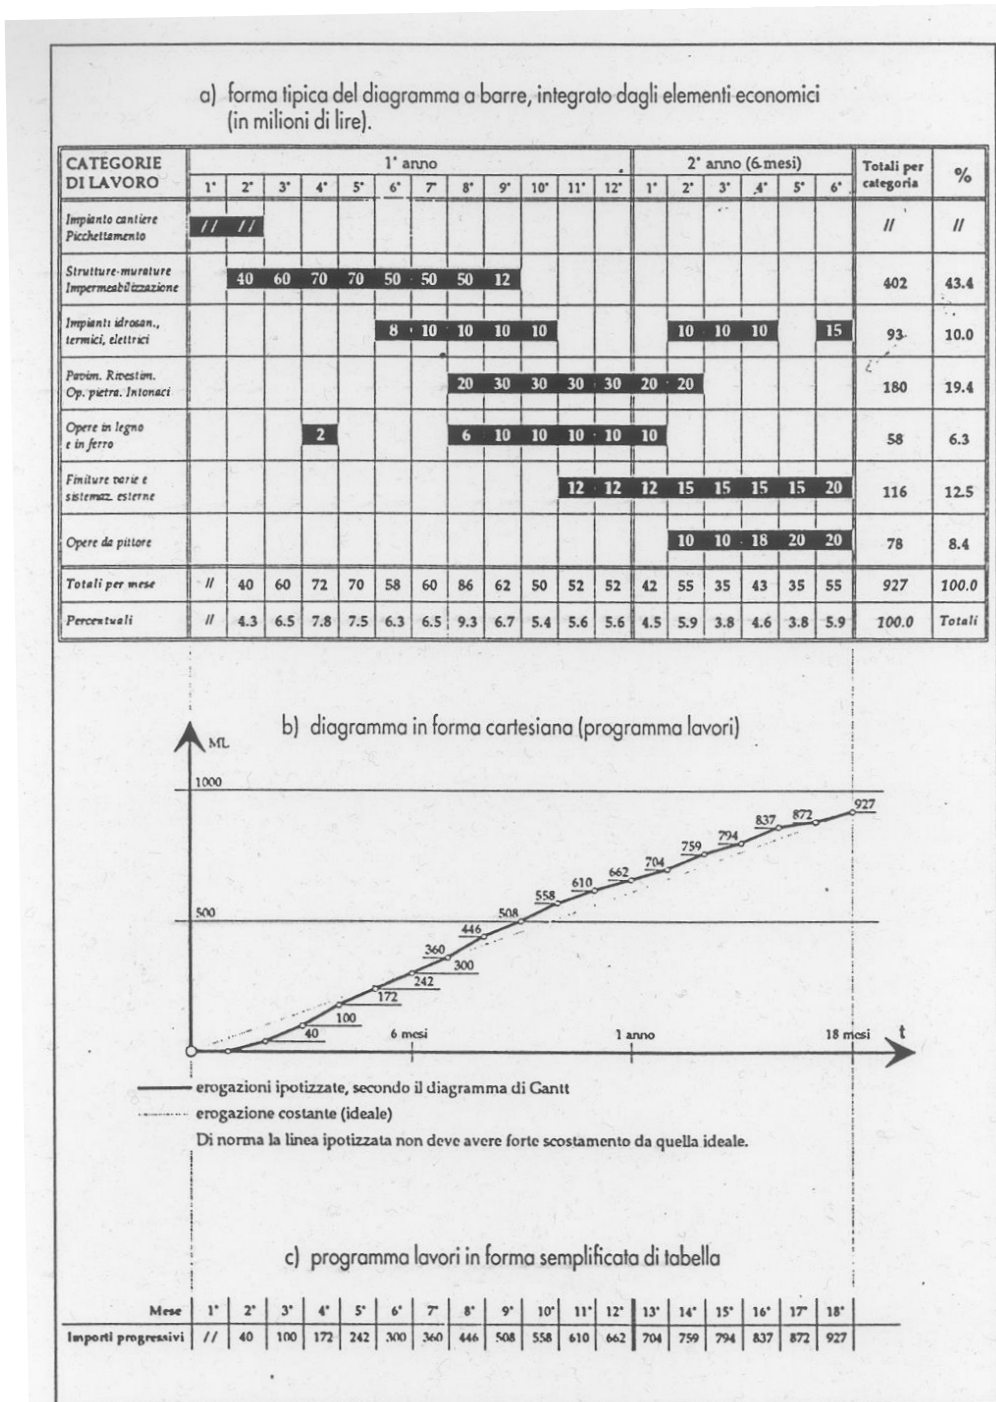 a) forma tipica del diagramma a barre, integrato dagli elementi economici
(in milioni di lire).
CATEGORIE DI LAVORO 1° anno 2° anno (6 mesi) Totali per categoria %
1° 2° 3° 4° 5° 6° 7° 8° 9° 10° 11° 12° 1° 2° 3° 4° 5° 6°
Impianto cantiere
Picchettamento // // // //
Strutture-murature
Impermeabilizzazione 40 60 70 70 50 50 50 12 402 43.4
Impianti idrosan.,
termici, elettrici 8 10 10 10 10 10 10 10 15 93 10.0
Pavim. Rivestim.
Op. pietra. Intonaci 20 30 30 30 30 20 20 180 19.4
Opere in legno
e in ferro 2 6 10 10 10 10 10 58 6.3
Finiture varie e
sistemaz. esterne 12 12 12 15 15 15 15 20 116 12.5
Opere da pittore 10 10 18 20 20 78 8.4
Totali per mese // 40 60 72 70 58 60 86 62 50 52 52 42 55 35 43 35 55 927 100.0
Percentuali // 4.3 6.5 7.8 7.5 6.3 6.5 9.3 6.7 5.4 5.6 5.6 4.5 5.9 3.8 4.6 3.8 5.9 100.0 Totali
b) diagramma in forma cartesiana (programma lavori)
ML
1000
927
872
837
794
759
704
662
610
558
500
508
446
360
300
242
172
100
40
6 mesi 1 anno 18 mesi t
erogazioni ipotizzate, secondo il diagramma di Gantt
erogazione costante (ideale)
Di norma la linea ipotizzata non deve avere forte scostamento da quella ideale.
c) programma lavori in forma semplificata di tabella
Mese 1° 2° 3° 4° 5° 6° 7° 8° 9° 10° 11° 12° 13° 14° 15° 16° 17° 18°
Importi progressivi // 40 100 172 242 300 360 446 508 558 610 662 704 759 794 837 872 927